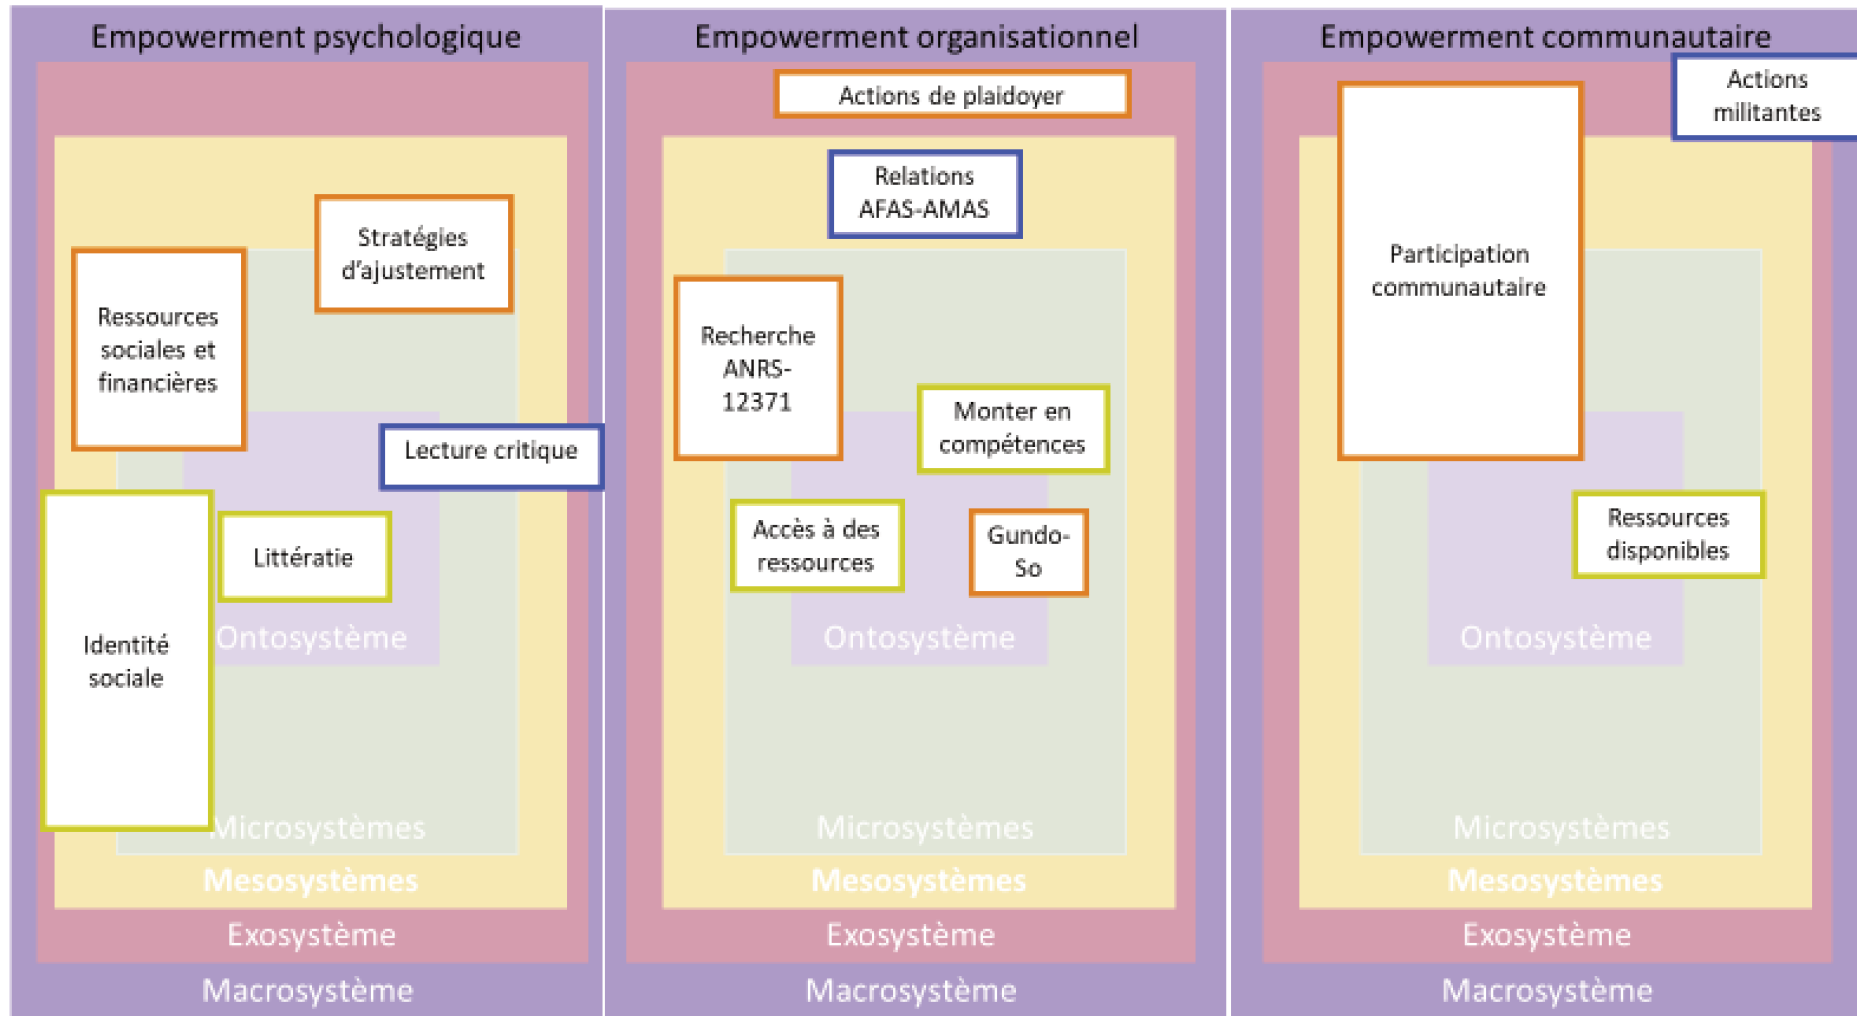 Empowerment psychologique
Stratégies
d'ajustement
Ressources
sociales et
financières
Lecture critique
Littératie
Identité
sociale
Ontosystème
Microsystèmes
Mesosystèmes
Exosystème
Macrosystème
Empowerment organisationnel
Actions de plaidoyer
Relations
AFAS-AMAS
Recherche
ANRS-
12371
Monter en
compétences
Accès à des
ressources
Gundo-
So
Ontosystème
Microsystèmes
Mesosystèmes
Exosystème
Macrosystème
Empowerment communautaire
Actions
militantes
Participation
communautaire
Ressources
disponibles
Ontosystème
Microsystèmes
Mesosystèmes
Exosystème
Macrosystème